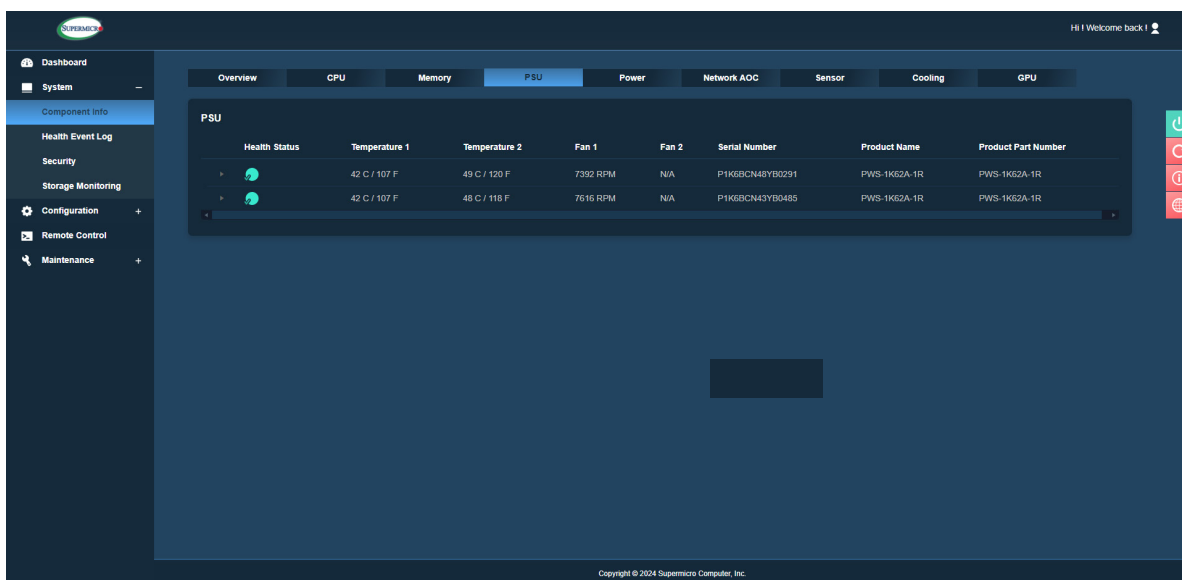 SUPERMICRO
Hi ! Welcome back !
Dashboard
System –
Component Info
Health Event Log
Security
Storage Monitoring
Configuration +
Remote Control
Maintenance +
Overview CPU Memory PSU Power Network AOC Sensor Cooling GPU
PSU
Health Status Temperature 1 Temperature 2 Fan 1 Fan 2 Serial Number Product Name Product Part Number
42 C / 107 F 49 C / 120 F 7392 RPM N/A P1K6BCN48YB0291 PWS-1K62A-1R PWS-1K62A-1R
42 C / 107 F 48 C / 118 F 7616 RPM N/A P1K6BCN43YB0485 PWS-1K62A-1R PWS-1K62A-1R
Copyright © 2024 Supermicro Computer, Inc.